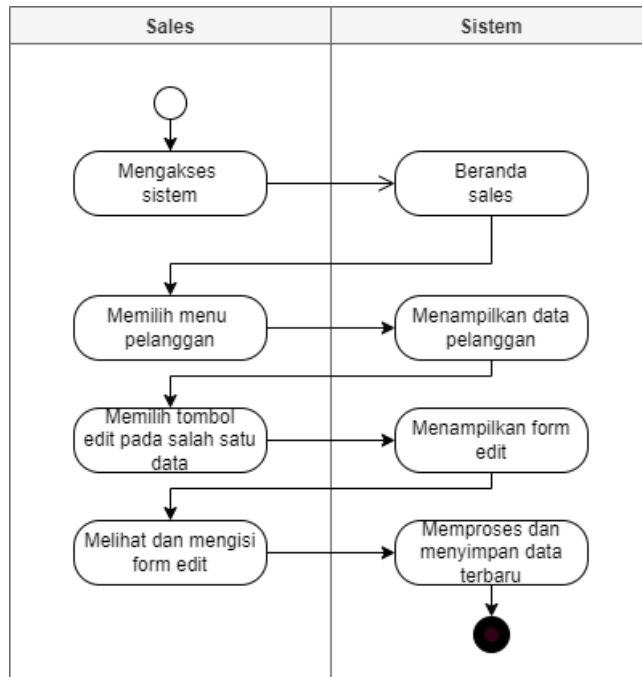 Sales
Sistem
Mengakses
sistem
Beranda
sales
Memilih menu
pelanggan
Menampilkan data
pelanggan
Memilih tombol
edit pada salah satu
data
Menampilkan form
edit
Melihat dan mengisi
form edit
Memproses dan
menyimpan data
terbaru